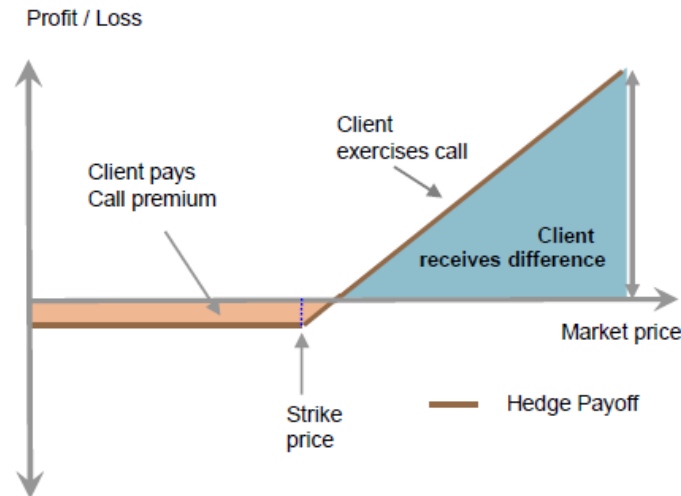 Profit / Loss
Client
exercises call
Client pays
Call premium
Client
receives difference
Market price
Strike
price
Hedge Payoff